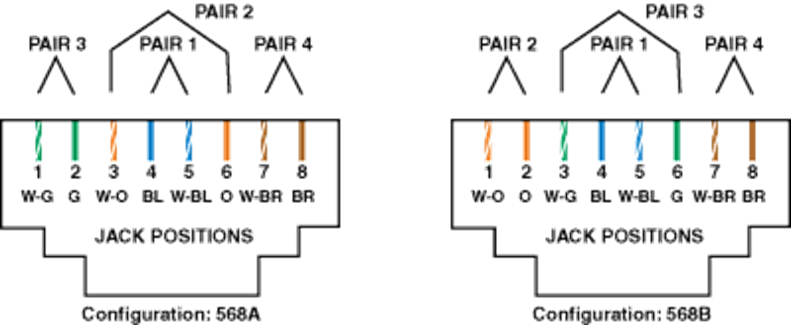 PAIR 2
PAIR 3 PAIR 1 PAIR 4
1 2 3 4 5 6 7 8
W-G G W-O BL W-BL O W-BR BR
JACK POSITIONS
Configuration: 568A
PAIR 3
PAIR 2 PAIR 1 PAIR 4
1 2 3 4 5 6 7 8
W-O O W-G BL W-BL G W-BR BR
JACK POSITIONS
Configuration: 568B